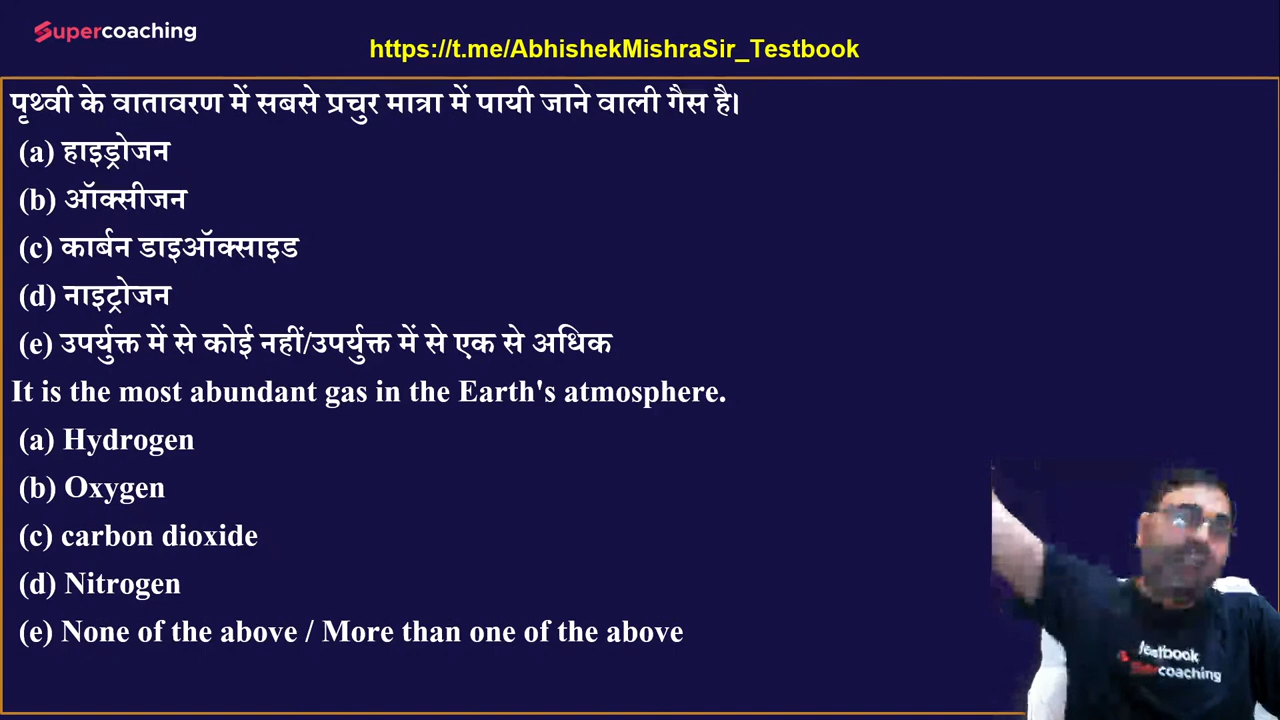 Supercoaching
https://t.me/AbhishekMishraSir_Testbook
पृथ्वी के वातावरण में सबसे प्रचुर मात्रा में पायी जाने वाली गैस है।
(a) हाइड्रोजन
(b) ऑक्सीजन
(c) कार्बन डाइऑक्साइड
(d) नाइट्रोजन
(e) उपर्युक्त में से कोई नहीं/उपर्युक्त में से एक से अधिक
It is the most abundant gas in the Earth's atmosphere.
(a) Hydrogen
(b) Oxygen
(c) carbon dioxide
(d) Nitrogen
(e) None of the above / More than one of the above
testbook
Supercoaching